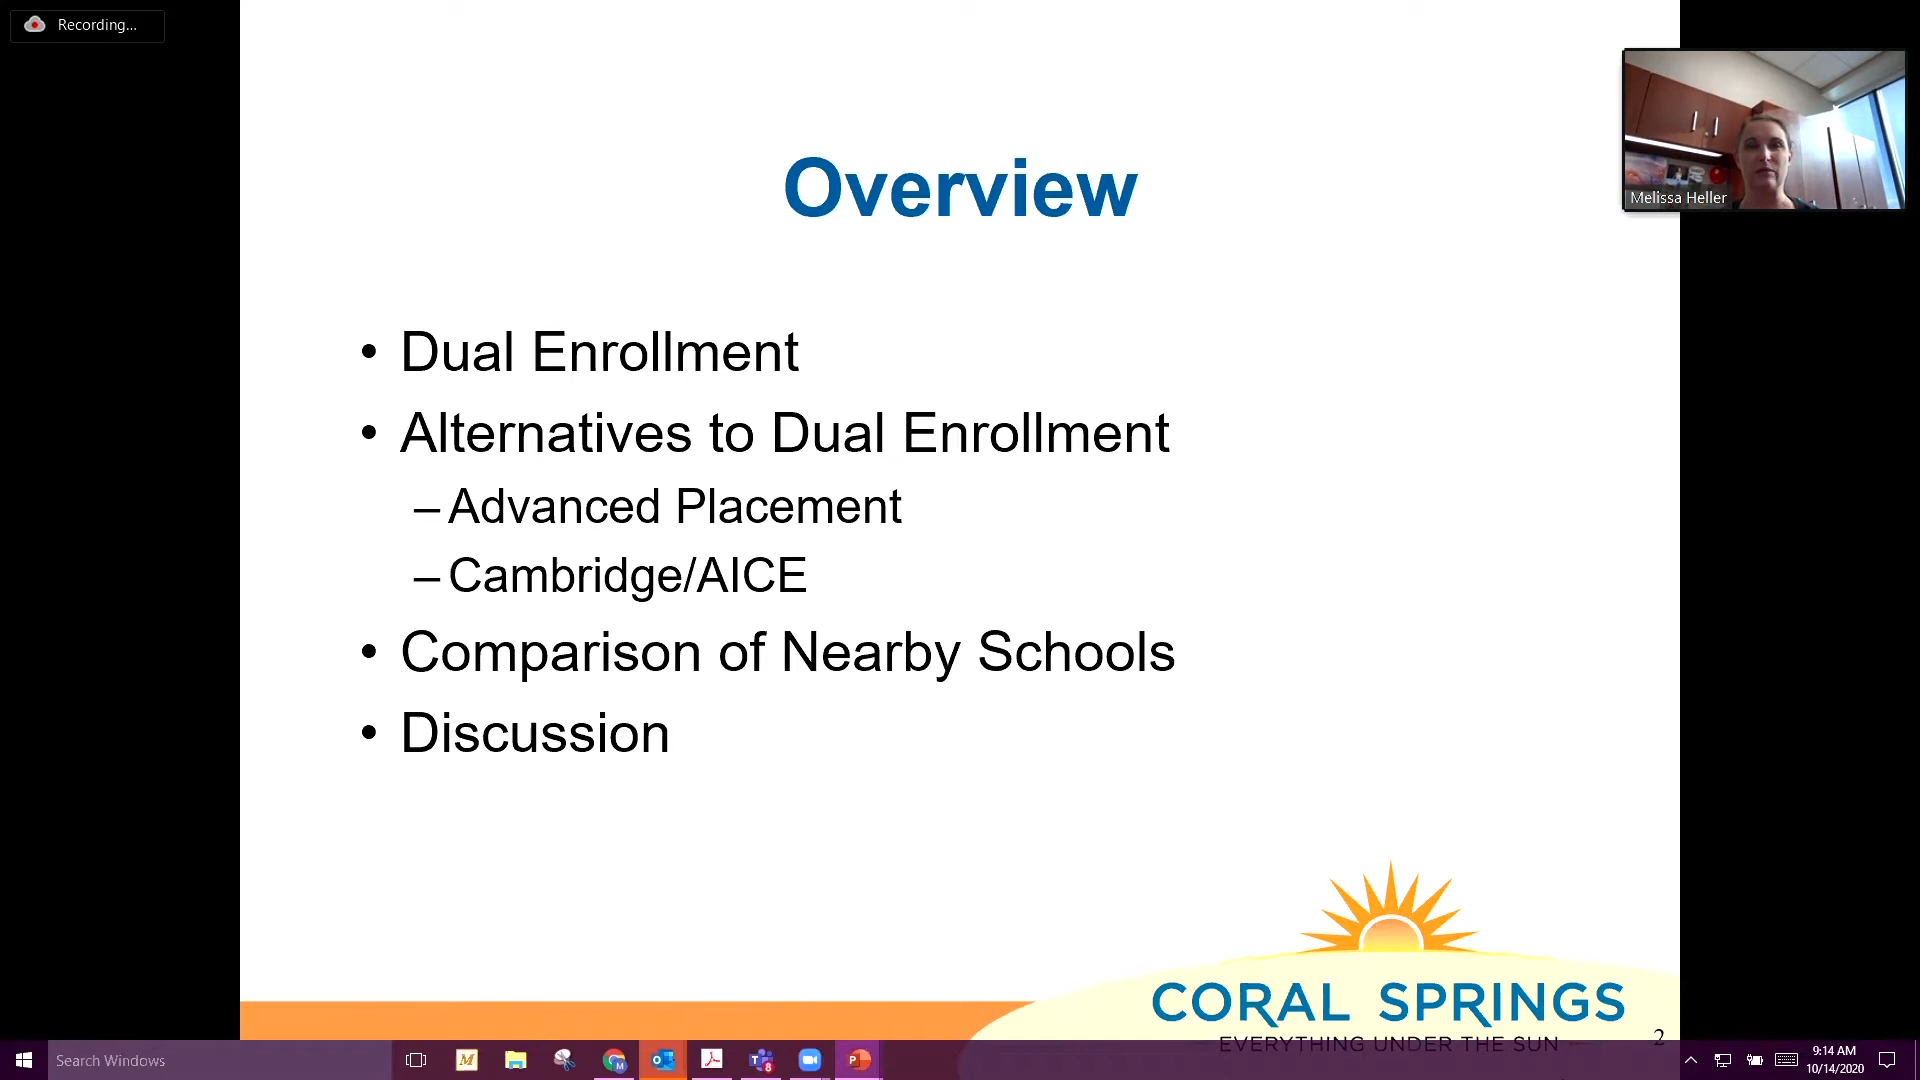 Recording...
Melissa Heller
Overview
• Dual Enrollment
• Alternatives to Dual Enrollment
– Advanced Placement
– Cambridge/AICE
• Comparison of Nearby Schools
• Discussion
CORAL SPRINGS
EVERYTHING UNDER THE SUN
2
Search Windows
9:14 AM
10/14/2020